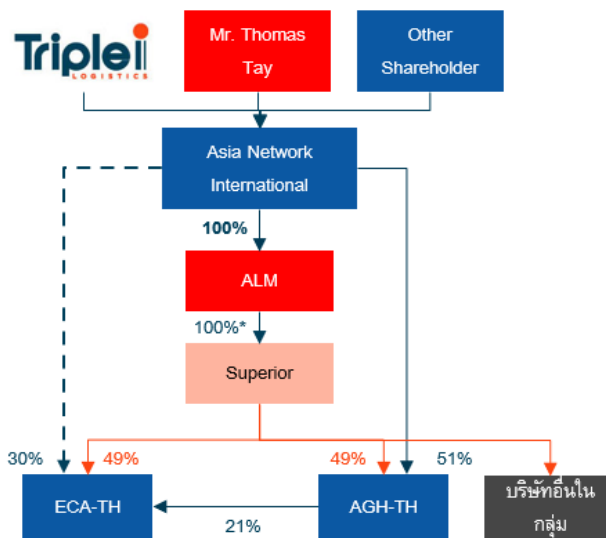 Triplei
LOGISTICS
Mr. Thomas
Tay
Other
Shareholder
Asia Network
International
100%
ALM
100%*
Superior
30%
49%
49%
51%
ECA-TH
21%
AGH-TH
บริษัทอื่นใน
กลุ่ม